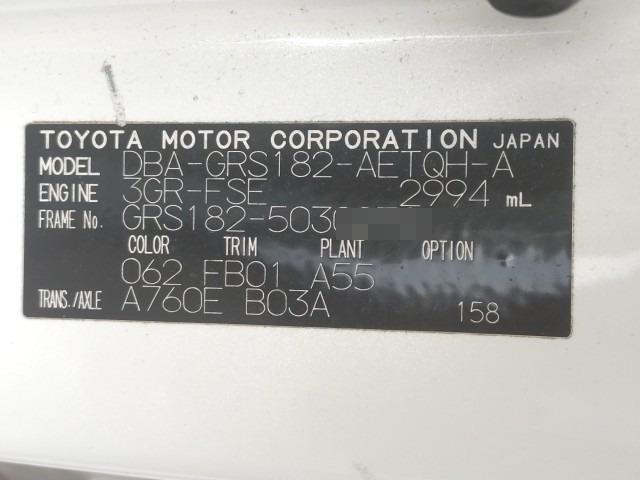 TOYOTA MOTOR CORPORATION JAPAN
MODEL DBA-GRS182-AETQH-A
ENGINE 3GR-FSE 2994 mL
FRAME No. GRS182-503
COLOR TRIM PLANT OPTION
062 FB01 A55
TRANS./AXLE A760E B03A 158